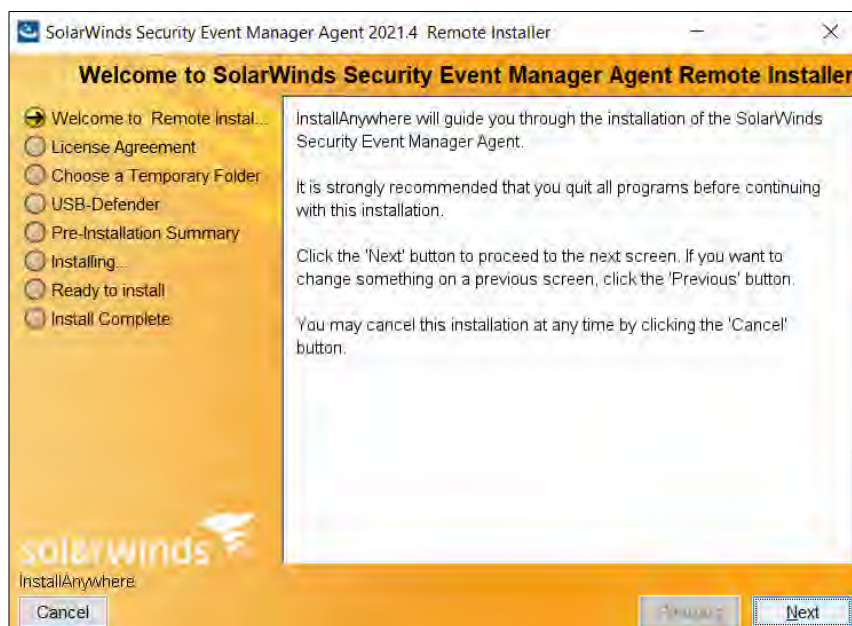 SolarWinds Security Event Manager Agent 2021.4 Remote Installer
Welcome to SolarWinds Security Event Manager Agent Remote Installer
Welcome to Remote Instal...
License Agreement
Choose a Temporary Folder
USB-Defender
Pre-Installation Summary
Installing...
Ready to install
Install Complete
InstallAnywhere will guide you through the installation of the SolarWinds
Security Event Manager Agent.
It is strongly recommended that you quit all programs before continuing
with this installation.
Click the 'Next' button to proceed to the next screen. If you want to
change something on a previous screen, click the 'Previous' button.
You may cancel this installation at any time by clicking the 'Cancel'
button.
solarwinds
InstallAnywhere
Cancel
Previous
Next